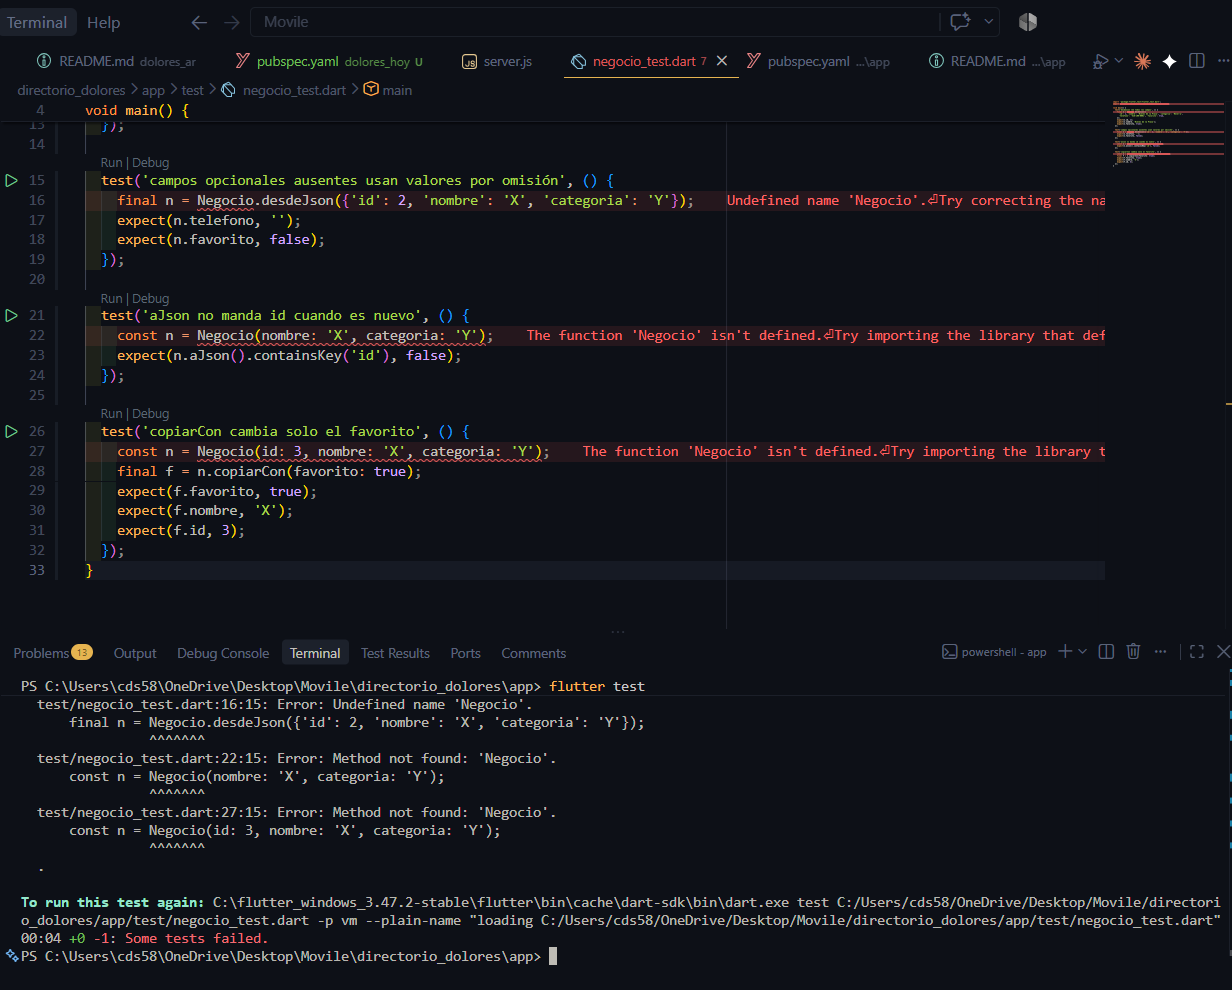 Terminal Help Movile
README.md dolores_ar pubspec.yaml dolores_hoy U server.js negocio_test.dart 7 pubspec.yaml ...\app README.md ...\app
directorio_dolores > app > test > negocio_test.dart > main
4 void main() {
13 });
14
Run | Debug
15 test('campos opcionales ausentes usan valores por omisión', () {
16 final n = Negocio.desdeJson({'id': 2, 'nombre': 'X', 'categoria': 'Y'}); Undefined name 'Negocio'.⏎Try correcting the na
17 expect(n.telefono, '');
18 expect(n.favorito, false);
19 });
20
Run | Debug
21 test('aJson no manda id cuando es nuevo', () {
22 const n = Negocio(nombre: 'X', categoria: 'Y'); The function 'Negocio' isn't defined.⏎Try importing the library that def
23 expect(n.aJson().containsKey('id'), false);
24 });
25
Run | Debug
26 test('copiarCon cambia solo el favorito', () {
27 const n = Negocio(id: 3, nombre: 'X', categoria: 'Y'); The function 'Negocio' isn't defined.⏎Try importing the library t
28 final f = n.copiarCon(favorito: true);
29 expect(f.favorito, true);
30 expect(f.nombre, 'X');
31 expect(f.id, 3);
32 });
33 }
Problems 13 Output Debug Console Terminal Test Results Ports Comments powershell - app
PS C:\Users\cds58\OneDrive\Desktop\Movile\directorio_dolores\app> flutter test
test/negocio_test.dart:16:15: Error: Undefined name 'Negocio'.
final n = Negocio.desdeJson({'id': 2, 'nombre': 'X', 'categoria': 'Y'});
^^^^^^^
test/negocio_test.dart:22:15: Error: Method not found: 'Negocio'.
const n = Negocio(nombre: 'X', categoria: 'Y');
^^^^^^^
test/negocio_test.dart:27:15: Error: Method not found: 'Negocio'.
const n = Negocio(id: 3, nombre: 'X', categoria: 'Y');
^^^^^^^
.
To run this test again: C:\flutter_windows_3.47.2-stable\flutter\bin\cache\dart-sdk\bin\dart.exe test C:/Users/cds58/OneDrive/Desktop/Movile/directori
o_dolores/app/test/negocio_test.dart -p vm --plain-name "loading C:/Users/cds58/OneDrive/Desktop/Movile/directorio_dolores/app/test/negocio_test.dart"
00:04 +0 -1: Some tests failed.
PS C:\Users\cds58\OneDrive\Desktop\Movile\directorio_dolores\app>